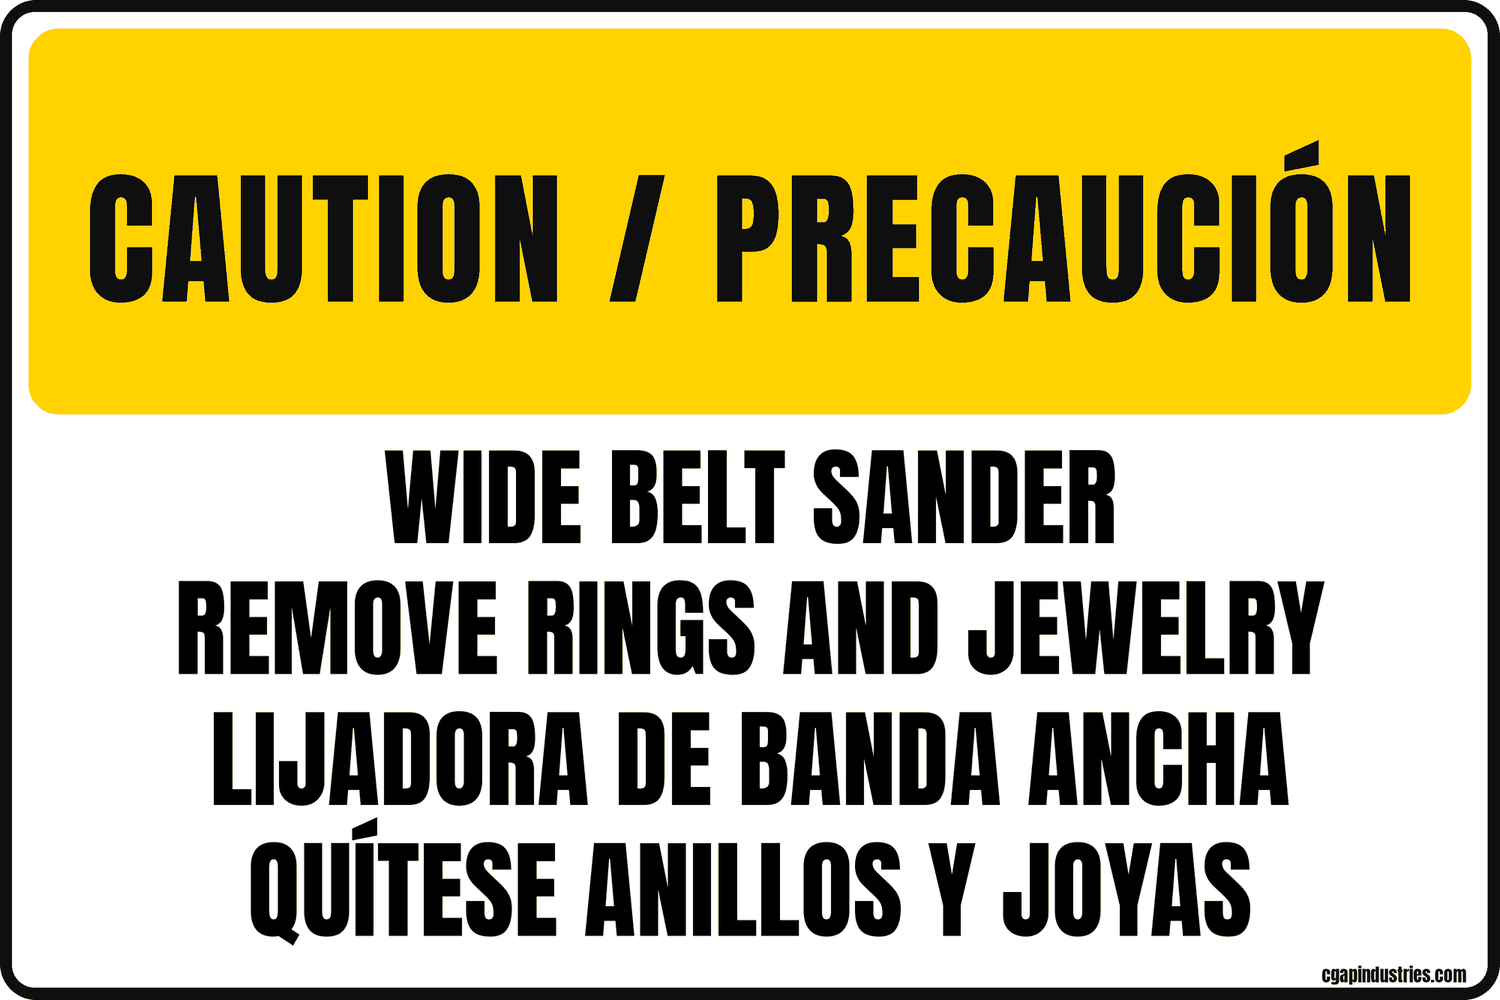 CAUTION / PRECAUCIÓN
WIDE BELT SANDER
REMOVE RINGS AND JEWELRY
LIJADORA DE BANDA ANCHA
QUÍTESE ANILLOS Y JOYAS
cgapindustries.com